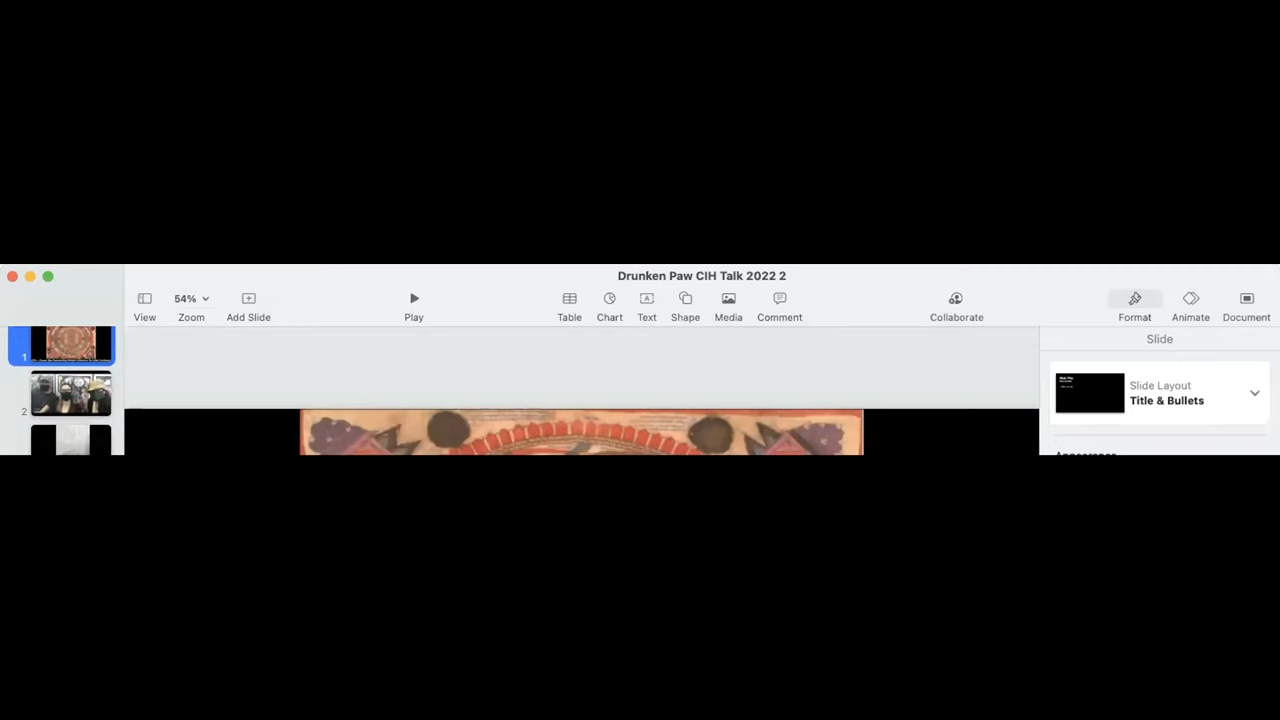 Drunken Paw CIH Talk 2022 2
54%
View
Zoom
Add Slide
Play
Table
Chart
Text
Shape
Media
Comment
Collaborate
Format
Animate
Document
Slide
1
2
Slide Layout
Title & Bullets
Appearance